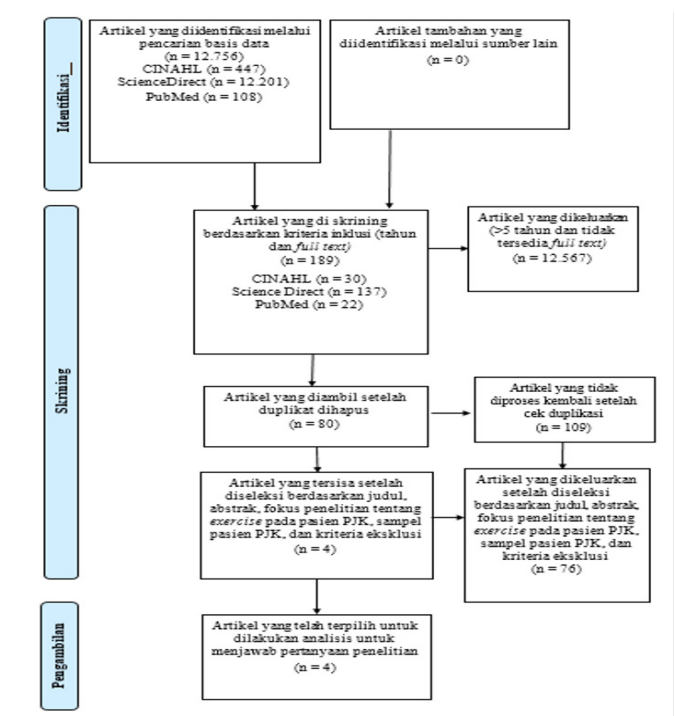 Identifikasi_
Artikel yang diidentifikasi melalui
pencarian basis data
(n = 12.756)
CINAHL (n = 447)
ScienceDirect (n = 12.201)
PubMed (n = 108)
Artikel tambahan yang
diidentifikasi melalui sumber lain
(n = 0)
Skrining
Artikel yang di skrining
berdasarkan kriteria inklusi (tahun
dan full text)
(n = 189)
CINAHL (n = 30)
Science Direct (n = 137)
PubMed (n = 22)
Artikel yang dikeluarkan
(>5 tahun dan tidak
tersedia full text)
(n = 12.567)
Artikel yang diambil setelah
duplikat dihapus
(n = 80)
Artikel yang tidak
diproses kembali setelah
cek duplikasi
(n = 109)
Artikel yang tersisa setelah
diseleksi berdasarkan judul,
abstrak, fokus penelitian tentang
exercise pada pasien PJK, sampel
pasien PJK, dan kriteria eksklusi
(n = 4)
Artikel yang dikeluarkan
setelah diseleksi
berdasarkan judul, abstrak,
fokus penelitian tentang
exercise pada pasien PJK,
sampel pasien PJK, dan
kriteria eksklusi
(n = 76)
Pengambilan
Artikel yang telah terpilih untuk
dilakukan analisis untuk
menjawab pertanyaan penelitian
(n = 4)